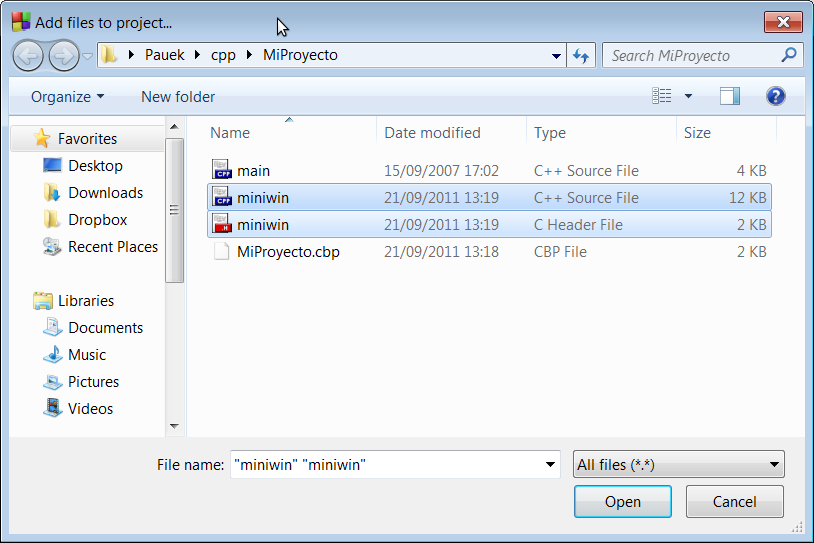 Add files to project...
Pauek cpp MiProyecto
Search MiProyecto
Organize New folder
Name Date modified Type Size
Favorites
Desktop
Downloads
Dropbox
Recent Places
Libraries
Documents
Music
Pictures
Videos
main 15/09/2007 17:02 C++ Source File 4 KB
miniwin 21/09/2011 13:19 C++ Source File 12 KB
miniwin 21/09/2011 13:19 C Header File 2 KB
MiProyecto.cbp 21/09/2011 13:18 CBP File 2 KB
File name: "miniwin" "miniwin" All files (*.*)
Open Cancel